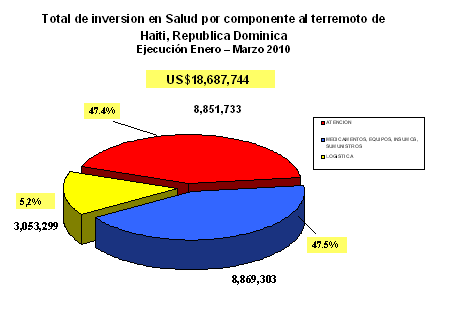 Total de inversion en Salud por componente al terremoto de
Haiti, Republica Dominica
Ejecución Enero – Marzo 2010
US$18,687,744
8,851,733
47.4%
ATENCION
MEDICAMENTOS, EQUIPOS, INSUMOS,
SUMUNISTROS
LOGISTICA
5,2%
3,053,299
47.5%
8,869,303